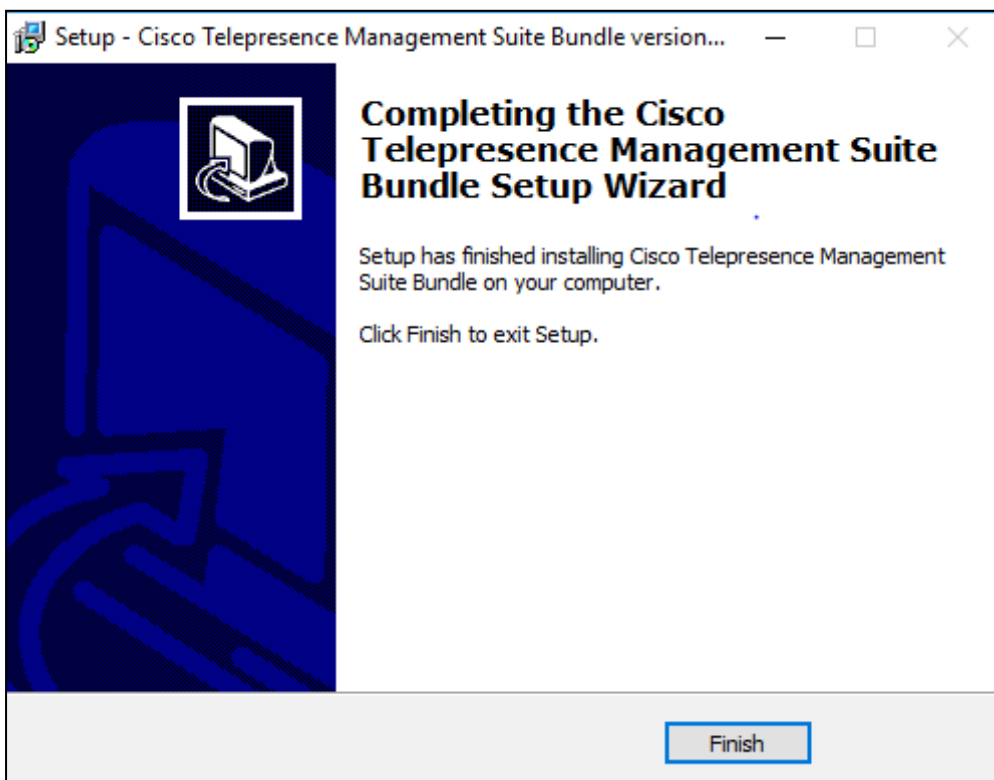 Setup - Cisco Telepresence Management Suite Bundle version...
Completing the Cisco
Telepresence Management Suite
Bundle Setup Wizard
Setup has finished installing Cisco Telepresence Management
Suite Bundle on your computer.
Click Finish to exit Setup.
Finish